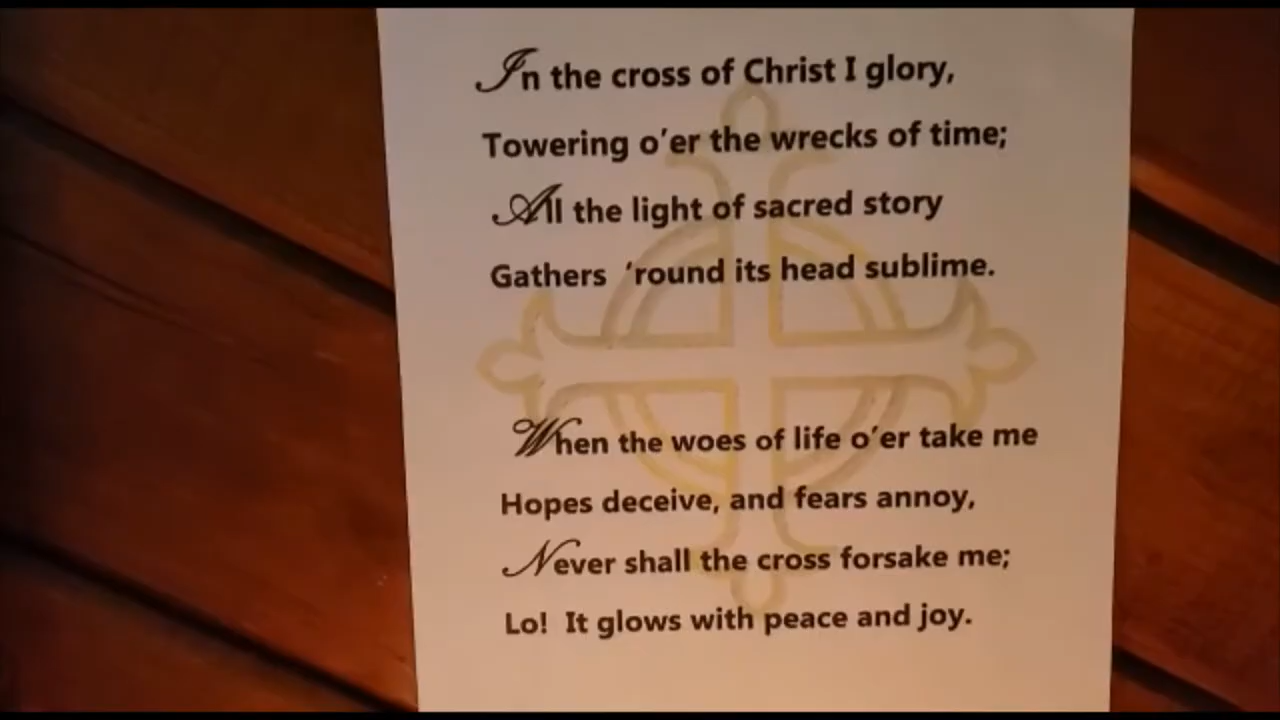 In the cross of Christ I glory,
Towering o'er the wrecks of time;
All the light of sacred story
Gathers 'round its head sublime.
When the woes of life o'er take me
Hopes deceive, and fears annoy,
Never shall the cross forsake me;
Lo! It glows with peace and joy.